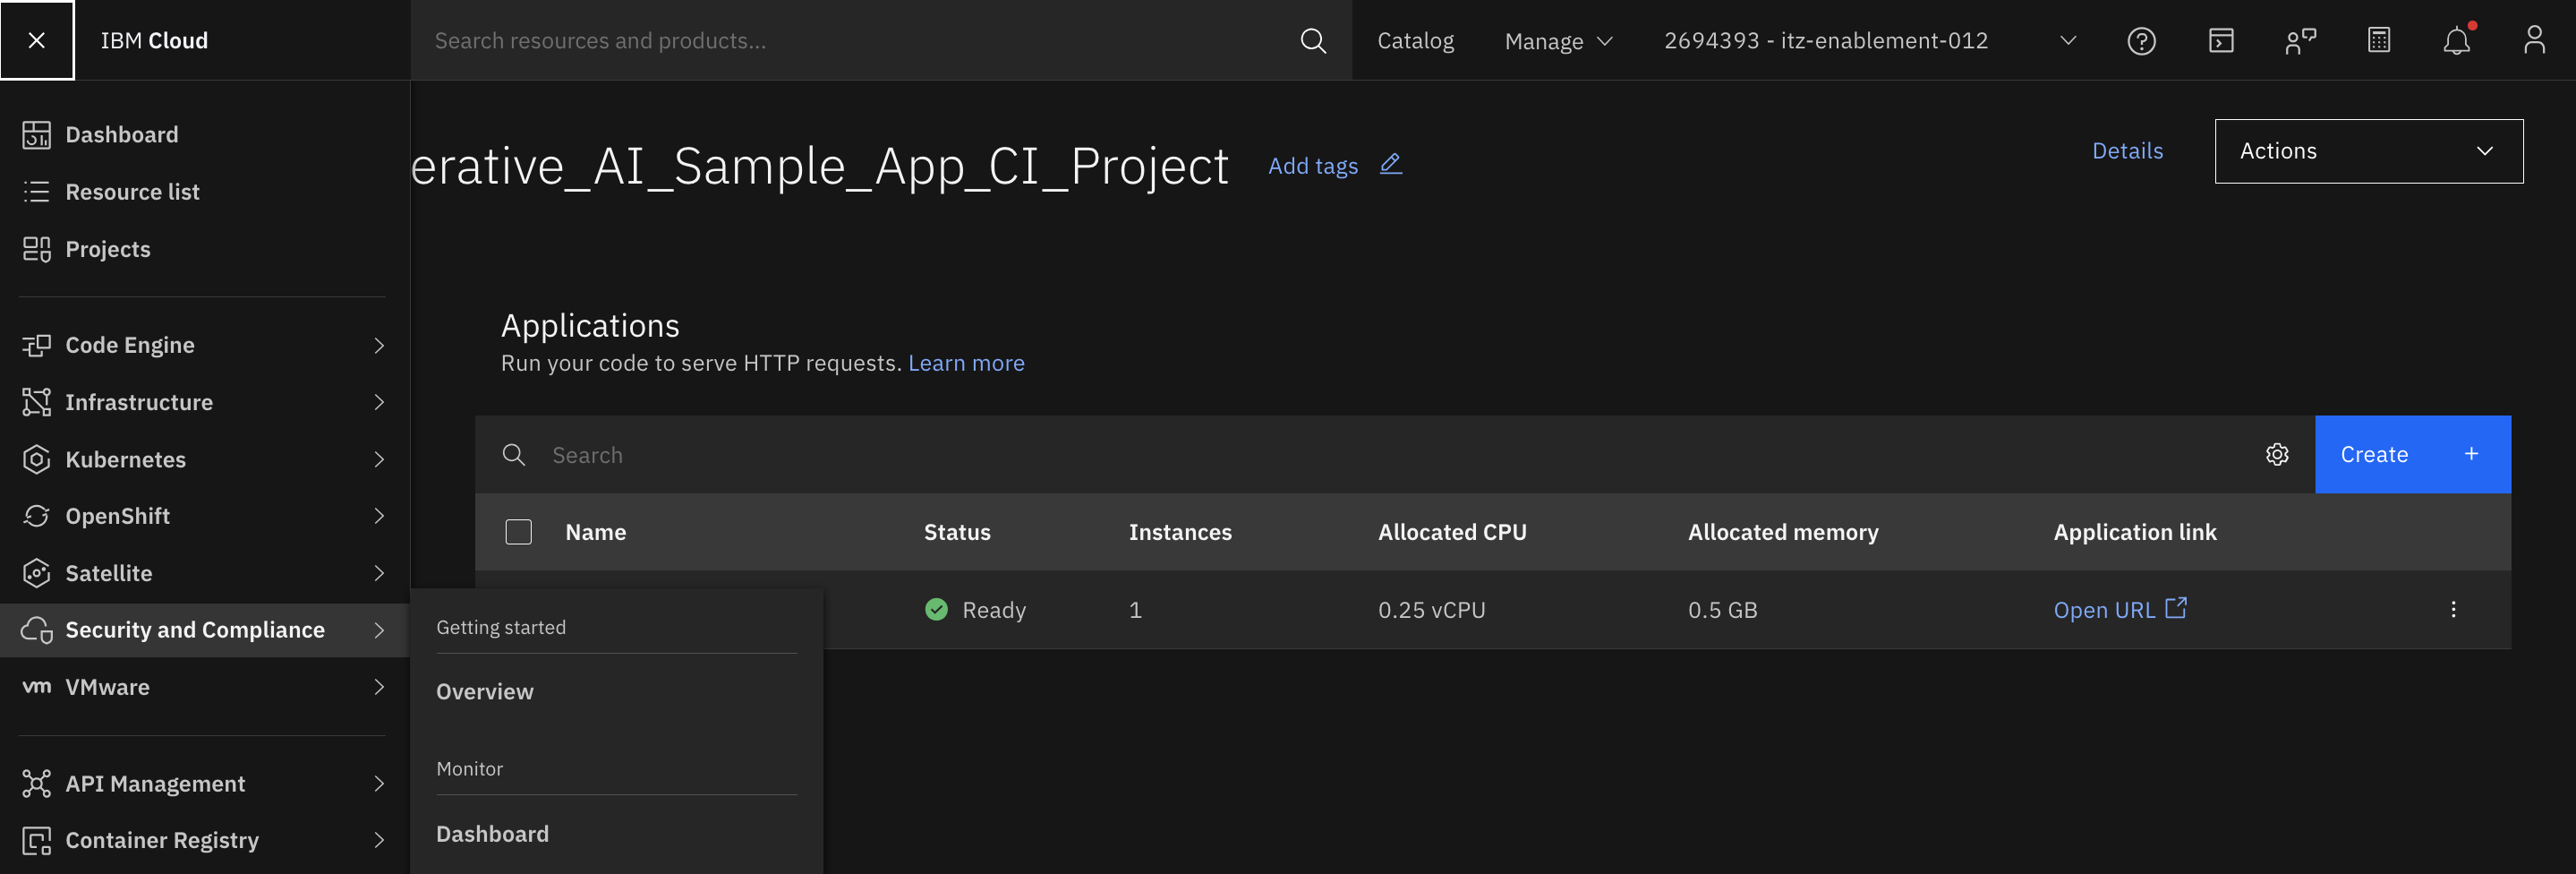 IBM Cloud
Search resources and products...
Catalog
Manage
2694393 - itz-enablement-012
Dashboard
Resource list
Projects
Code Engine
Infrastructure
Kubernetes
OpenShift
Satellite
Security and Compliance
VMware
API Management
Container Registry
Getting started
Overview
Monitor
Dashboard
erative_AI_Sample_App_CI_Project
Add tags
Details
Actions
Applications
Run your code to serve HTTP requests. Learn more
Search
Create +
Name Status Instances Allocated CPU Allocated memory Application link
Ready 1 0.25 vCPU 0.5 GB Open URL